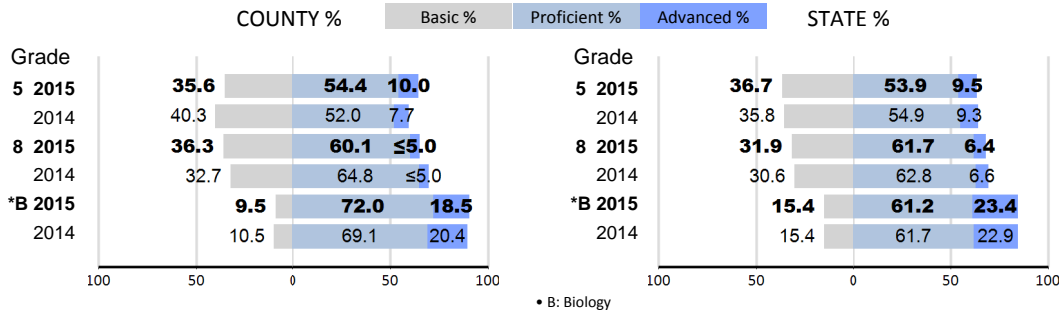 COUNTY % Basic % Proficient % Advanced % STATE %
Grade
5 2015 35.6 54.4 10.0
2014 40.3 52.0 7.7
8 2015 36.3 60.1 ≤5.0
2014 32.7 64.8 ≤5.0
*B 2015 9.5 72.0 18.5
2014 10.5 69.1 20.4
100 50 0 50 100
Grade
5 2015 36.7 53.9 9.5
2014 35.8 54.9 9.3
8 2015 31.9 61.7 6.4
2014 30.6 62.8 6.6
*B 2015 15.4 61.2 23.4
2014 15.4 61.7 22.9
100 50 0 50 100
• B: Biology